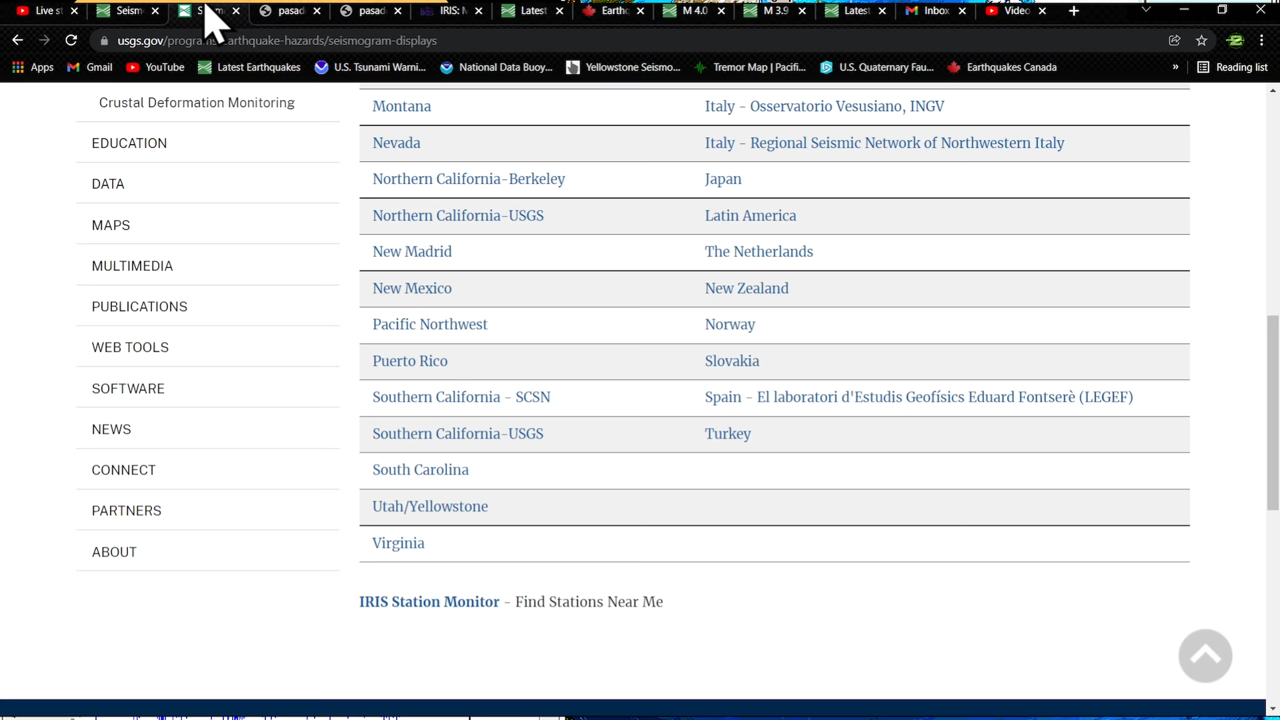 Live st Seism pasad pasad IRIS: M Latest Earthq M 4.0 M 3.9 Latest Inbox Video
usgs.gov/progra earthquake-hazards/seismogram-displays
Apps Gmail YouTube Latest Earthquakes U.S. Tsunami Warni... National Data Buoy... Yellowstone Seismo... Tremor Map | Pacifi... U.S. Quaternary Fau... Earthquakes Canada » Reading list
Crustal Deformation Monitoring
EDUCATION
DATA
MAPS
MULTIMEDIA
PUBLICATIONS
WEB TOOLS
SOFTWARE
NEWS
CONNECT
PARTNERS
ABOUT
Montana Italy - Osservatorio Vesusiano, INGV
Nevada Italy - Regional Seismic Network of Northwestern Italy
Northern California-Berkeley Japan
Northern California-USGS Latin America
New Madrid The Netherlands
New Mexico New Zealand
Pacific Northwest Norway
Puerto Rico Slovakia
Southern California - SCSN Spain - El laboratori d'Estudis Geofísics Eduard Fontserè (LEGEF)
Southern California-USGS Turkey
South Carolina
Utah/Yellowstone
Virginia
IRIS Station Monitor - Find Stations Near Me